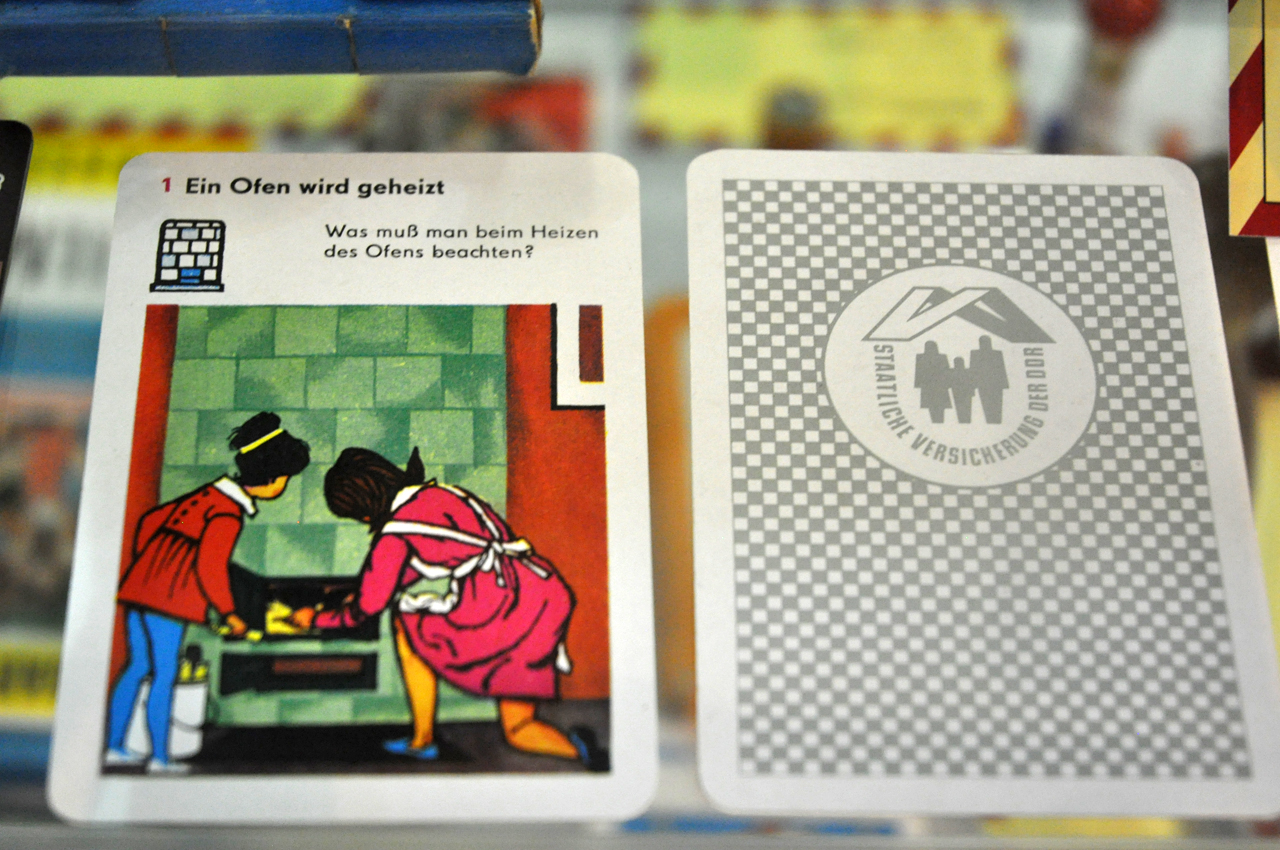 1 Ein Ofen wird geheizt
Was muß man beim Heizen
des Ofens beachten?
STAATLICHE VERSICHERUNG DER DDR